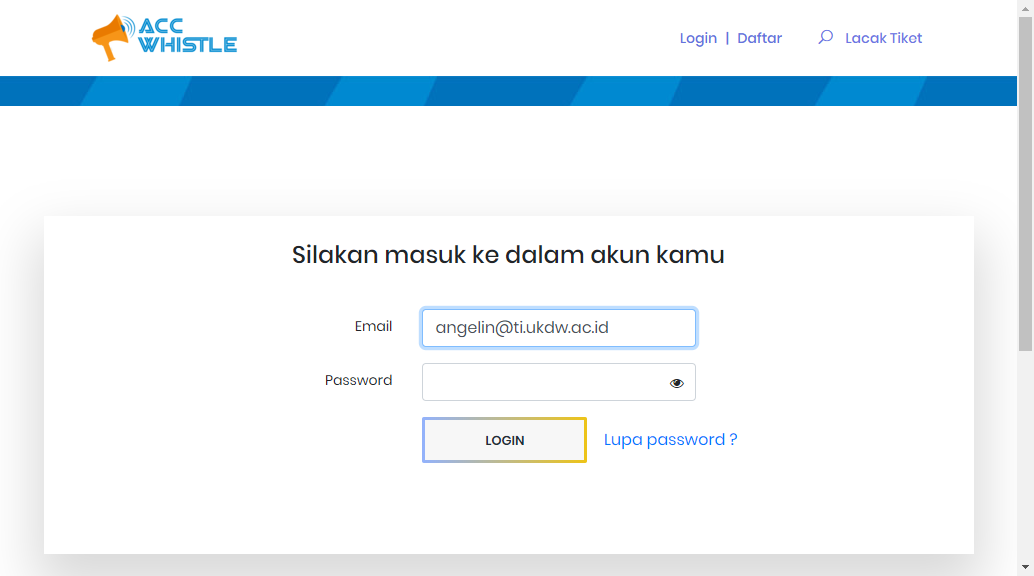 ACC
WHISTLE
Login | Daftar
Lacak Tiket
Silakan masuk ke dalam akun kamu
Email
angelin@ti.ukdw.ac.id
Password
LOGIN
Lupa password ?